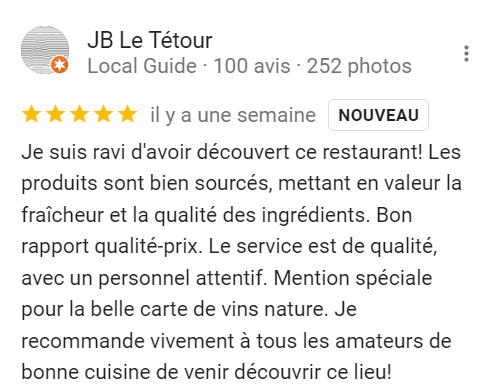 JB Le Tétour
Local Guide · 100 avis · 252 photos
il y a une semaine NOUVEAU
Je suis ravi d'avoir découvert ce restaurant! Les
produits sont bien sourcés, mettant en valeur la
fraîcheur et la qualité des ingrédients. Bon
rapport qualité-prix. Le service est de qualité,
avec un personnel attentif. Mention spéciale
pour la belle carte de vins nature. Je
recommande vivement à tous les amateurs de
bonne cuisine de venir découvrir ce lieu!